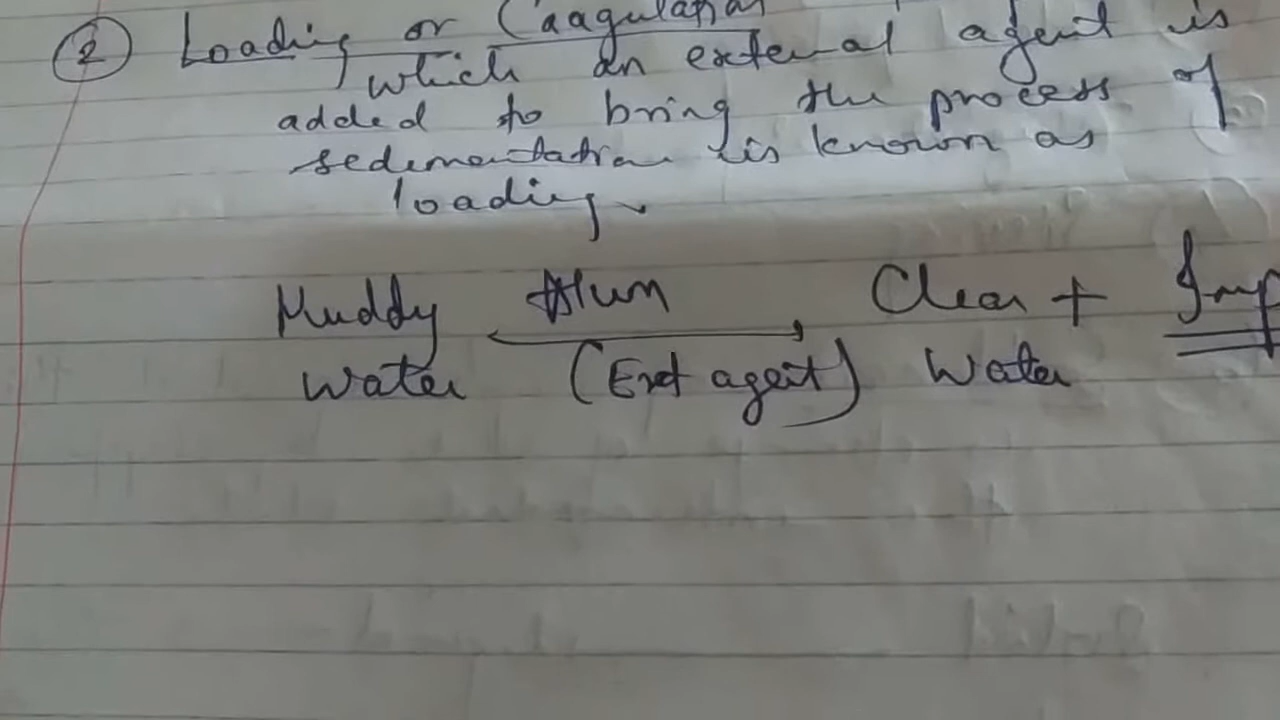 ② Loading or Coagulation
which an external agent is
added to bring the process of
sedimentation is known as
loading.
Muddy Alum Clear + Imp
Water (Ext agent) Water